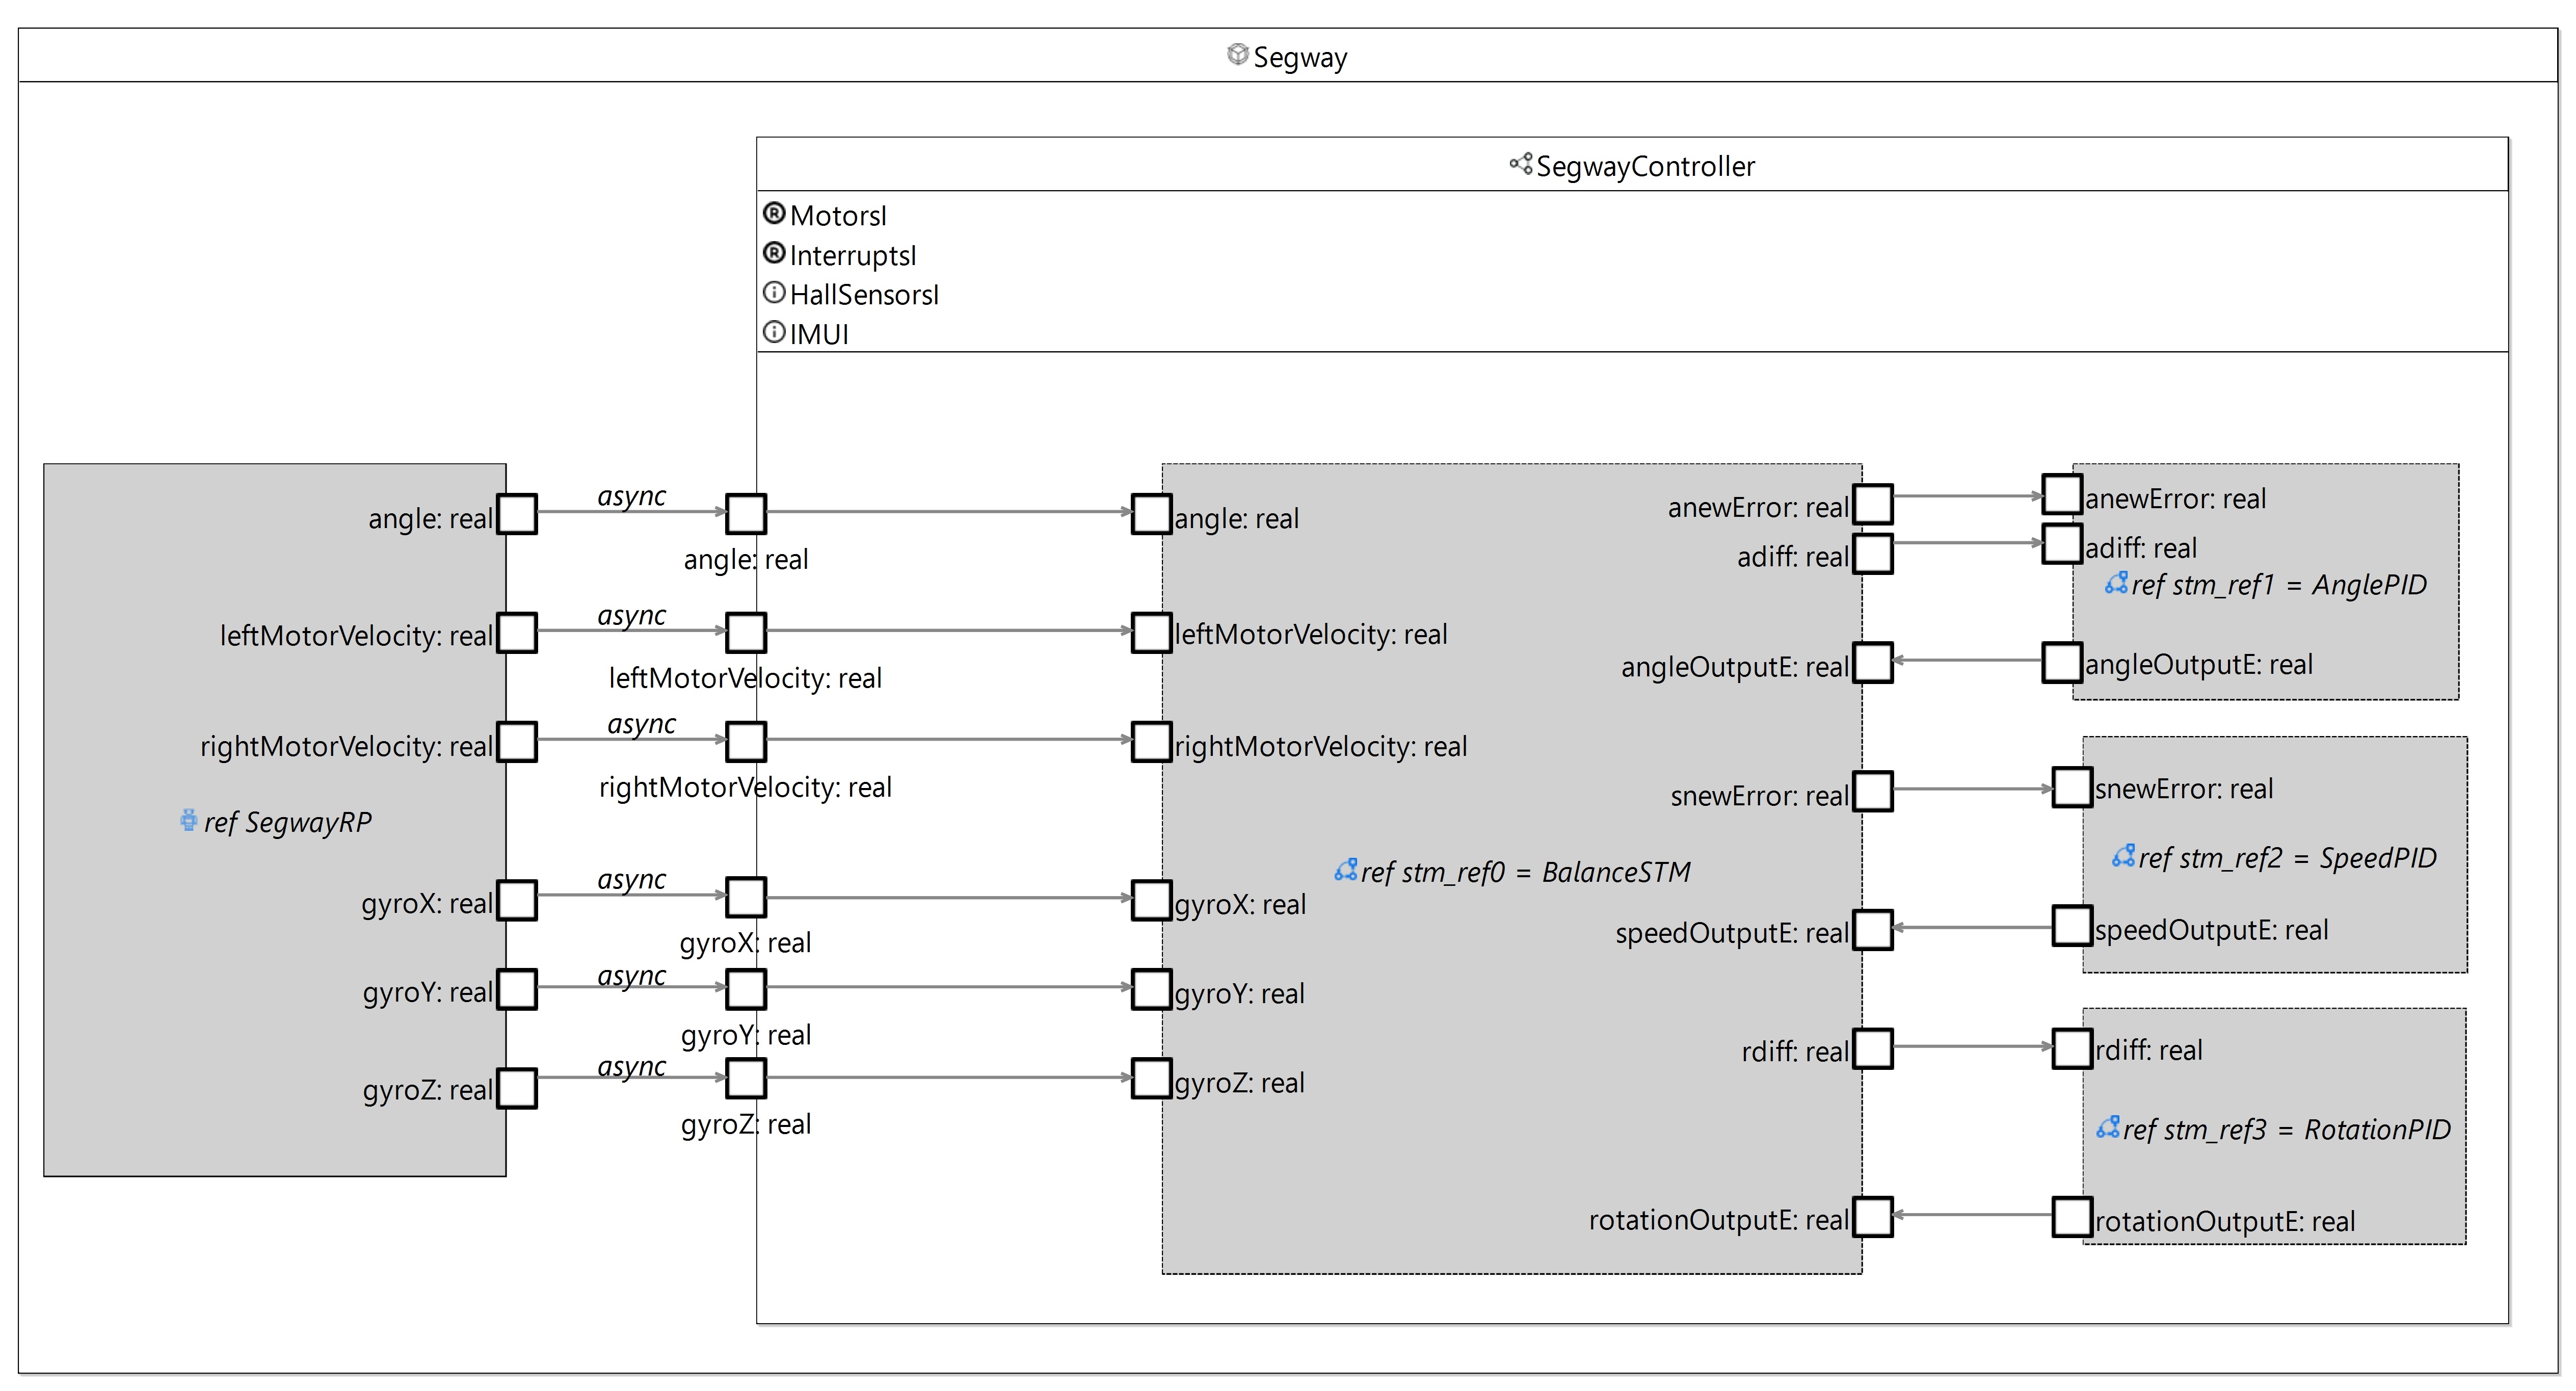 Segway
SegwayController
MotorsI
InterruptsI
HallSensorsI
IMUI
angle: real
leftMotorVelocity: real
rightMotorVelocity: real
ref SegwayRP
gyroX: real
gyroY: real
gyroZ: real
async
angle: real
async
leftMotorVelocity: real
async
rightMotorVelocity: real
async
gyroX: real
async
gyroY: real
async
gyroZ: real
angle: real
leftMotorVelocity: real
rightMotorVelocity: real
ref stm_ref0 = BalanceSTM
gyroX: real
gyroY: real
gyroZ: real
anewError: real
adiff: real
angleOutputE: real
snewError: real
speedOutputE: real
rdiff: real
rotationOutputE: real
anewError: real
adiff: real
ref stm_ref1 = AnglePID
angleOutputE: real
snewError: real
ref stm_ref2 = SpeedPID
speedOutputE: real
rdiff: real
ref stm_ref3 = RotationPID
rotationOutputE: real